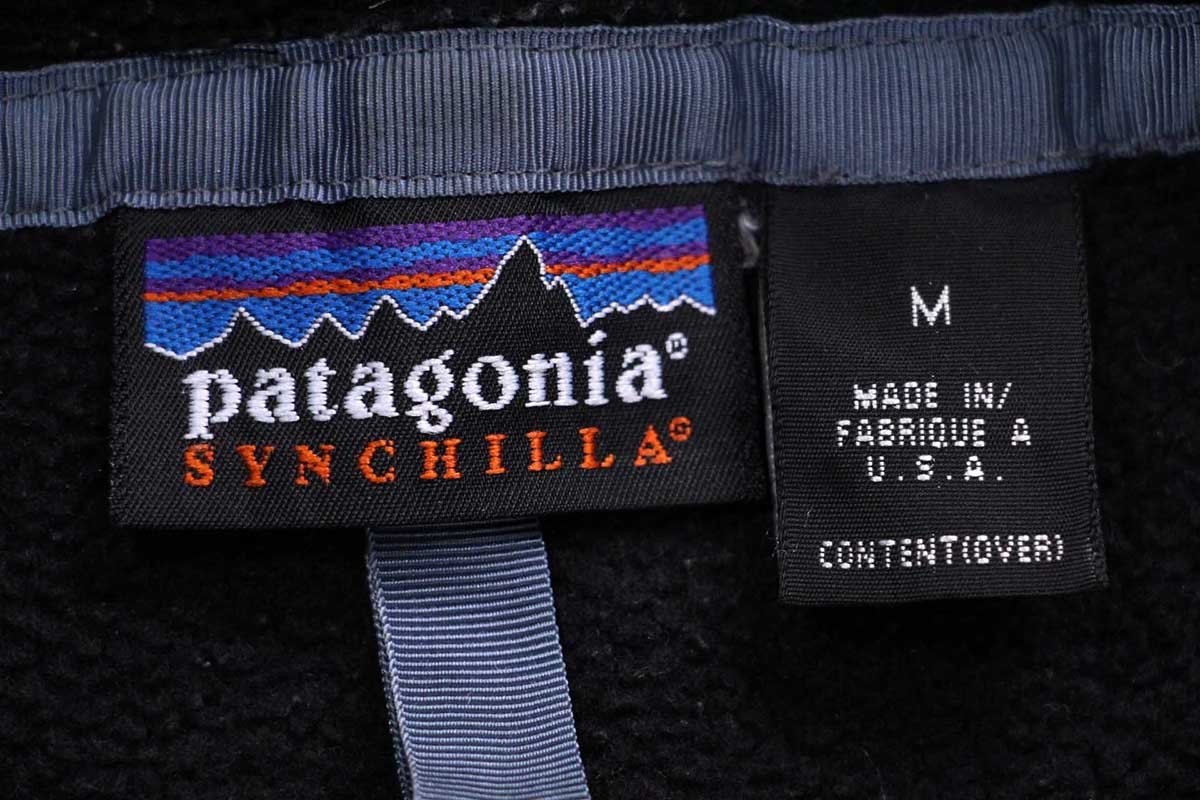 patagonia®
SYNCHILLA®
M
MADE IN/
FABRIQUE A
U.S.A.
CONTENT(OVER)